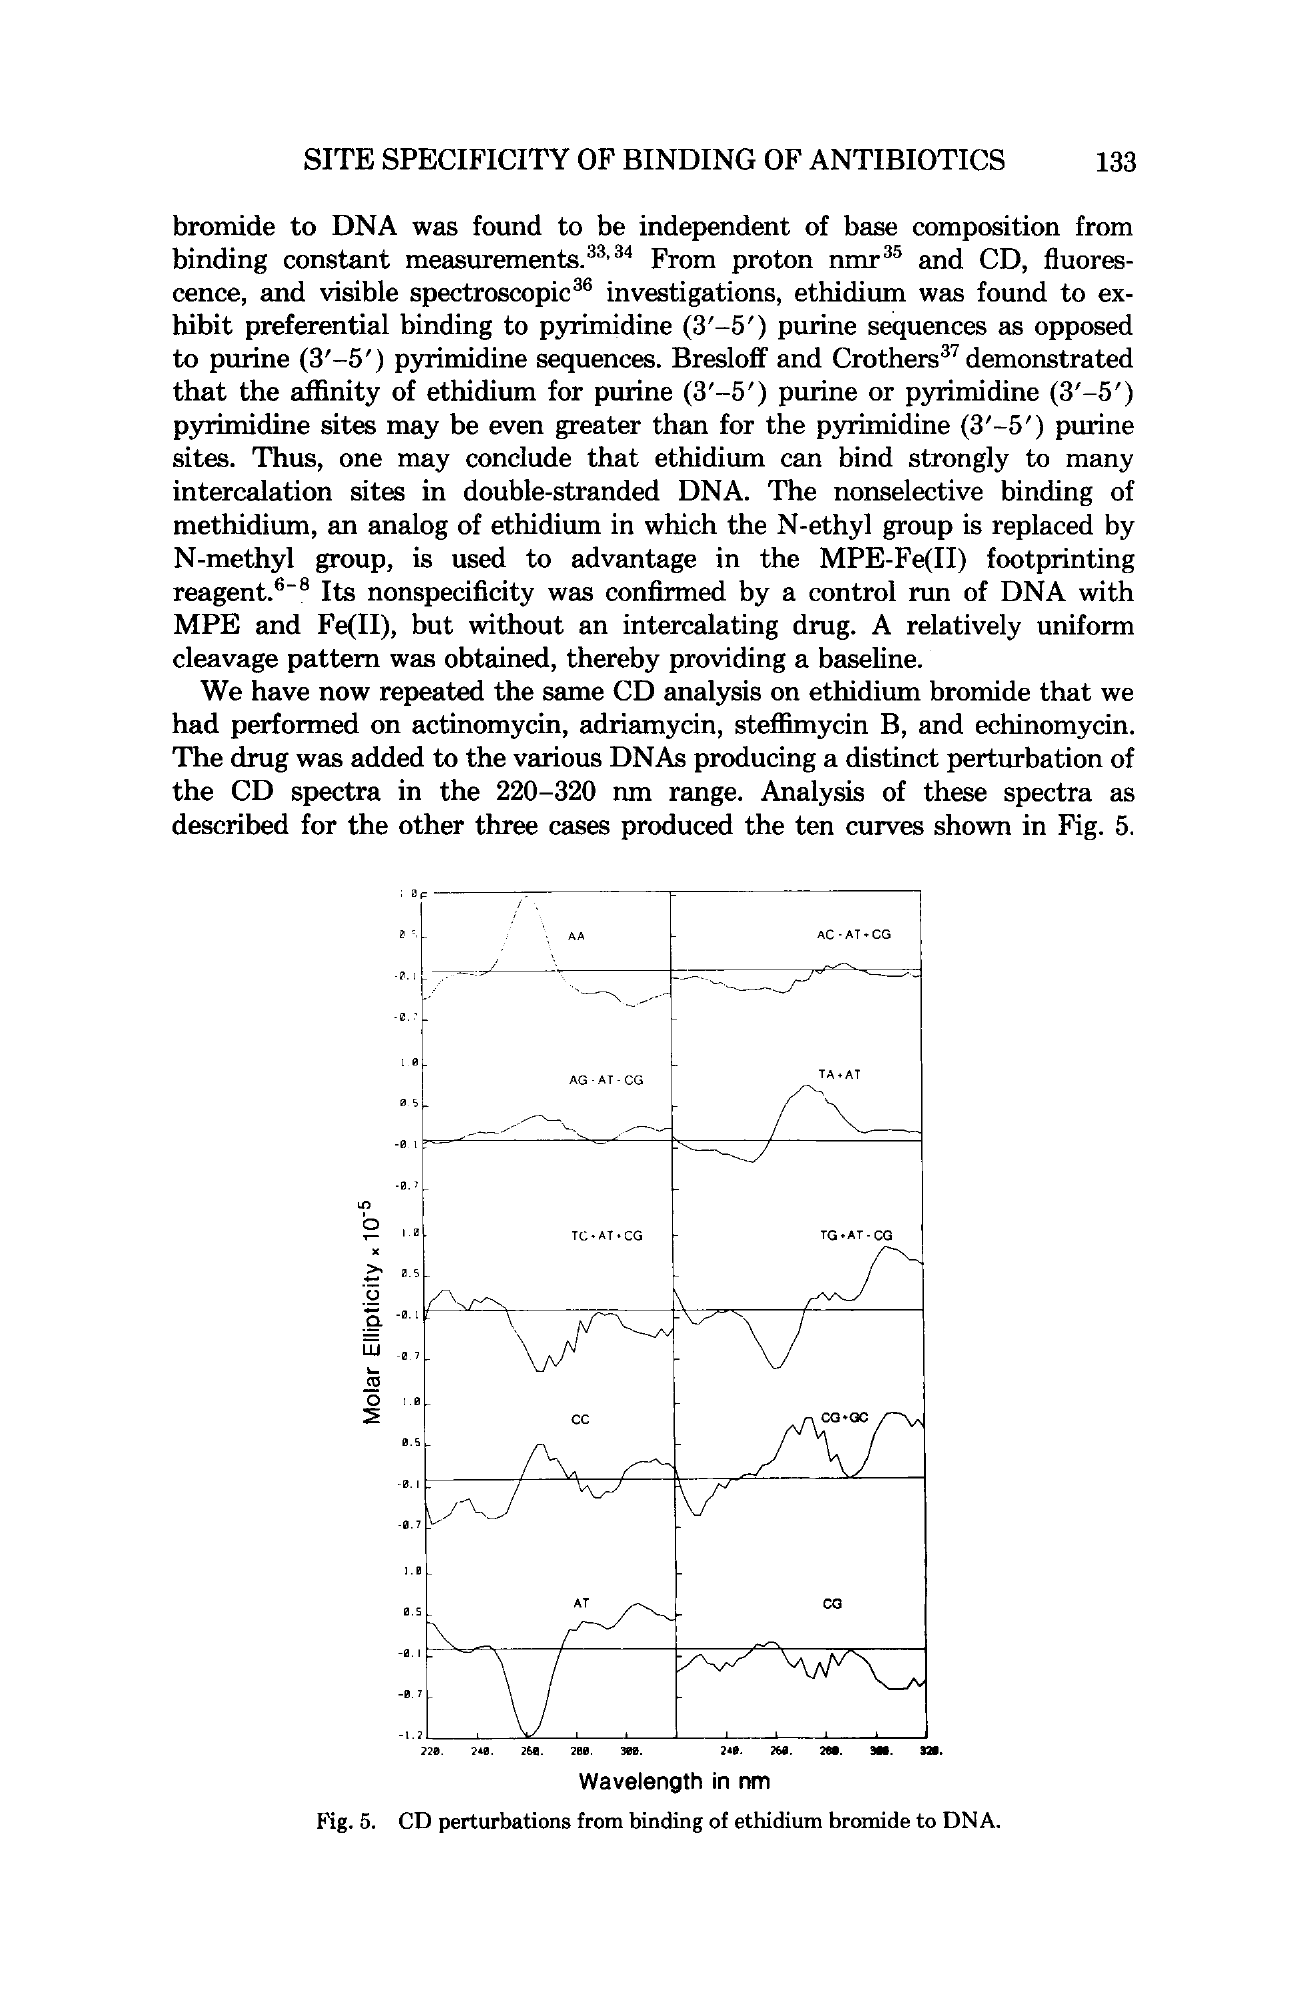 SITE SPECIFICITY OF BINDING OF ANTIBIOTICS 133
bromide to DNA was found to be independent of base composition from
binding constant measurements.33,34 From proton nmr35 and CD, fluores-
cence, and visible spectroscopic36 investigations, ethidium was found to ex-
hibit preferential binding to pyrimidine (3′–5′) purine sequences as opposed
to purine (3′–5′) pyrimidine sequences. Bresloff and Crothers37 demonstrated
that the affinity of ethidium for purine (3′–5′) purine or pyrimidine (3′–5′)
pyrimidine sites may be even greater than for the pyrimidine (3′–5′) purine
sites. Thus, one may conclude that ethidium can bind strongly to many
intercalation sites in double-stranded DNA. The nonselective binding of
methidium, an analog of ethidium in which the N-ethyl group is replaced by
N-methyl group, is used to advantage in the MPE-Fe(II) footprinting
reagent.6–8 Its nonspecificity was confirmed by a control run of DNA with
MPE and Fe(II), but without an intercalating drug. A relatively uniform
cleavage pattern was obtained, thereby providing a baseline.
We have now repeated the same CD analysis on ethidium bromide that we
had performed on actinomycin, adriamycin, steffimycin B, and echinomycin.
The drug was added to the various DNAs producing a distinct perturbation of
the CD spectra in the 220–320 nm range. Analysis of these spectra as
described for the other three cases produced the ten curves shown in Fig. 5.
0.5 AA AC-AT+CG
-0.1
-0.7
1.0
AG-AT-CG TA+AT
0.5
-0.1
-0.7
1.0 TC+AT+CG TG+AT-CG
0.5
-0.1
-0.7
1.0
CC CG+GC
0.5
-0.1
-0.7
1.0
AT CG
0.5
-0.1
-0.7
-1.2
220. 240. 260. 280. 300. 240. 260. 280. 300. 320.
Molar Ellipticity × 10-5
Wavelength in nm
Fig. 5. CD perturbations from binding of ethidium bromide to DNA.